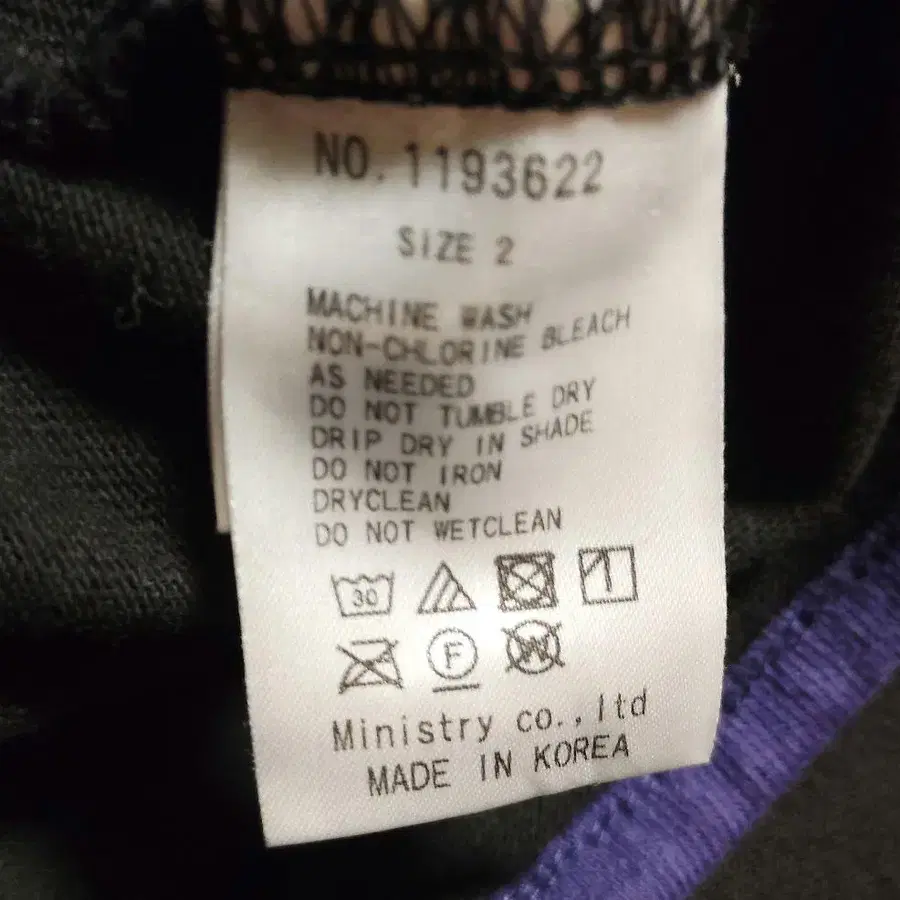 NO. 1193622
SIZE 2
MACHINE WASH
NON-CHLORINE BLEACH
AS NEEDED
DO NOT TUMBLE DRY
DRIP DRY IN SHADE
DO NOT IRON
DRYCLEAN
DO NOT WETCLEAN
30
F W
Ministry co., ltd
MADE IN KOREA